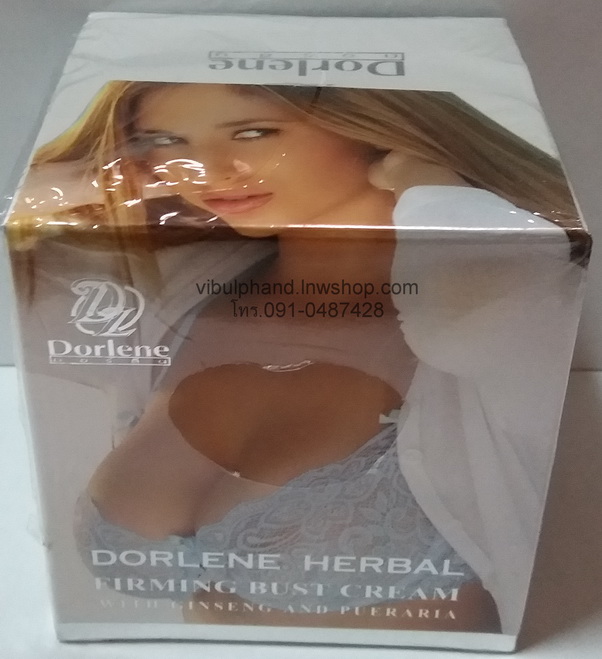 Dorlene
vibulphand.lnwshop.com
โทร.091-0487428
DL
Dorlene
DORLENE HERBAL
FIRMING BUST CREAM
WITH GINSENG AND PUERARIA